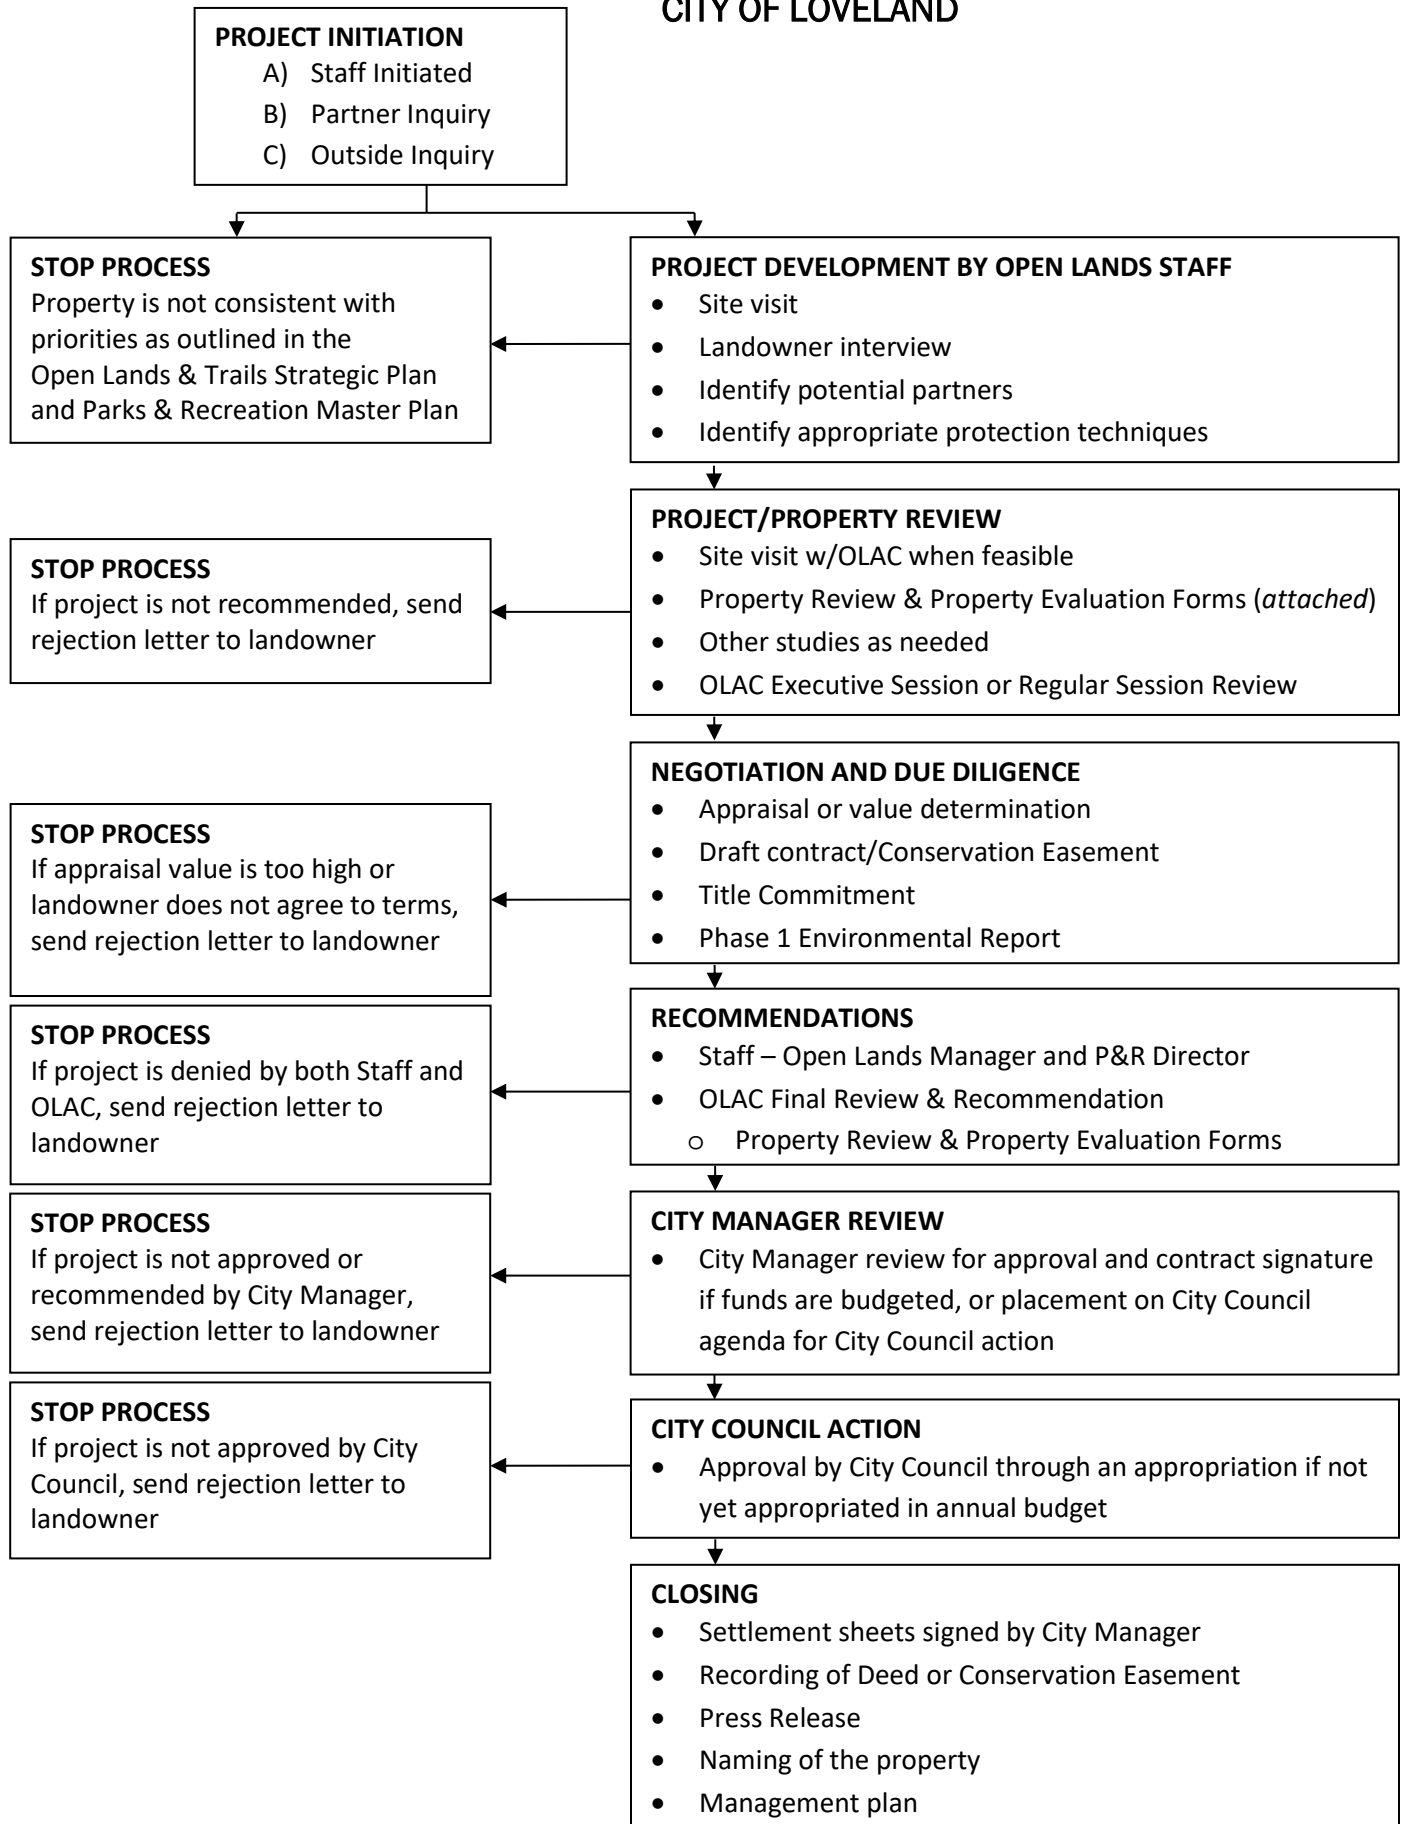 CITY OF LOVELAND
PROJECT INITIATION
A) Staff Initiated
B) Partner Inquiry
C) Outside Inquiry
STOP PROCESS
Property is not consistent with
priorities as outlined in the
Open Lands & Trails Strategic Plan
and Parks & Recreation Master Plan
PROJECT DEVELOPMENT BY OPEN LANDS STAFF
• Site visit
• Landowner interview
• Identify potential partners
• Identify appropriate protection techniques
STOP PROCESS
If project is not recommended, send
rejection letter to landowner
PROJECT/PROPERTY REVIEW
• Site visit w/OLAC when feasible
• Property Review & Property Evaluation Forms (attached)
• Other studies as needed
• OLAC Executive Session or Regular Session Review
STOP PROCESS
If appraisal value is too high or
landowner does not agree to terms,
send rejection letter to landowner
NEGOTIATION AND DUE DILIGENCE
• Appraisal or value determination
• Draft contract/Conservation Easement
• Title Commitment
• Phase 1 Environmental Report
STOP PROCESS
If project is denied by both Staff and
OLAC, send rejection letter to
landowner
RECOMMENDATIONS
• Staff – Open Lands Manager and P&R Director
• OLAC Final Review & Recommendation
o Property Review & Property Evaluation Forms
STOP PROCESS
If project is not approved or
recommended by City Manager,
send rejection letter to landowner
CITY MANAGER REVIEW
• City Manager review for approval and contract signature
if funds are budgeted, or placement on City Council
agenda for City Council action
STOP PROCESS
If project is not approved by City
Council, send rejection letter to
landowner
CITY COUNCIL ACTION
• Approval by City Council through an appropriation if not
yet appropriated in annual budget
CLOSING
• Settlement sheets signed by City Manager
• Recording of Deed or Conservation Easement
• Press Release
• Naming of the property
• Management plan